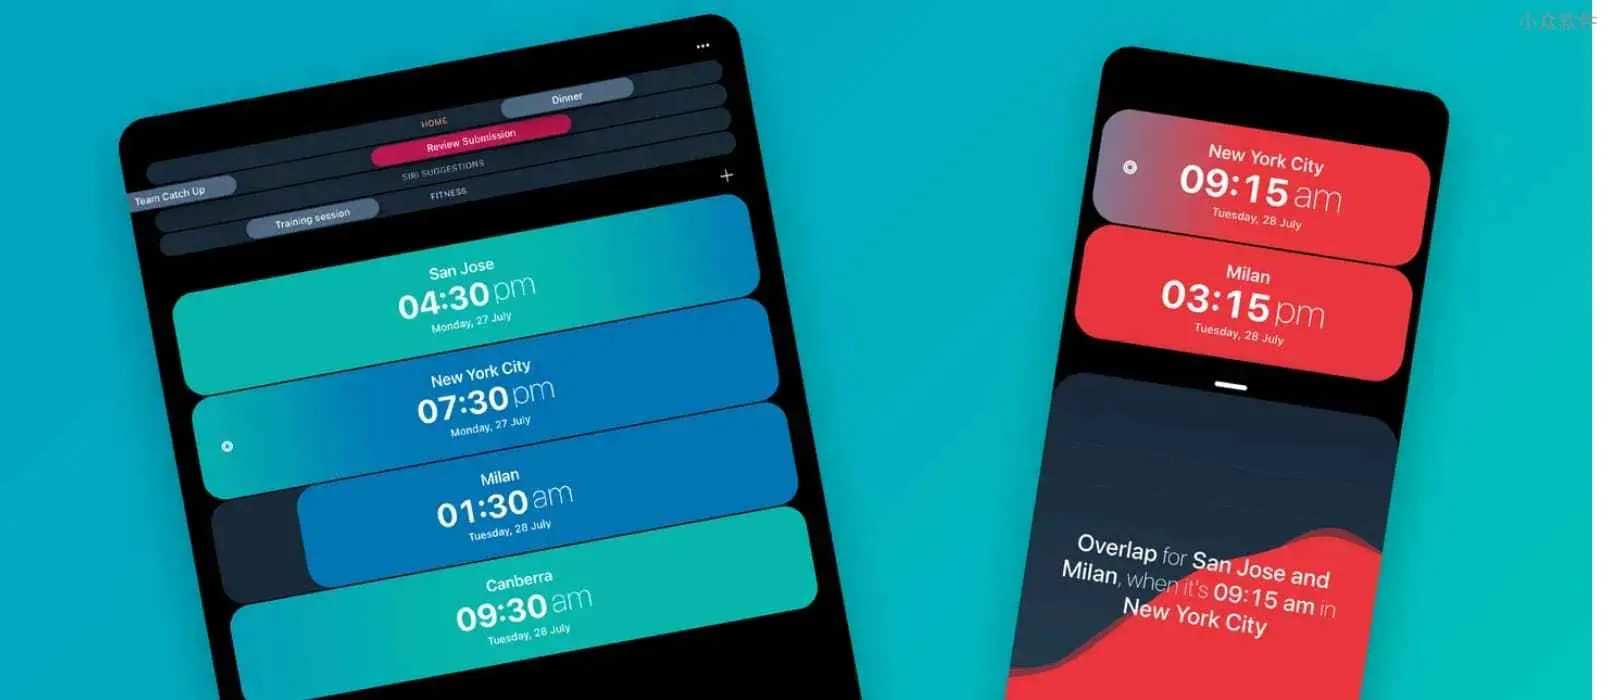 小众软件
•••
Dinner
HOME
Review Submission
SIRI SUGGESTIONS
Team Catch Up
FITNESS
Training session
+
San Jose
04:30 pm
Monday, 27 July
New York City
07:30 pm
Monday, 27 July
Milan
01:30 am
Tuesday, 28 July
Canberra
09:30 am
Tuesday, 28 July
New York City
09:15 am
Tuesday, 28 July
Milan
03:15 pm
Tuesday, 28 July
Overlap for San Jose and
Milan, when it's 09:15 am in
New York City